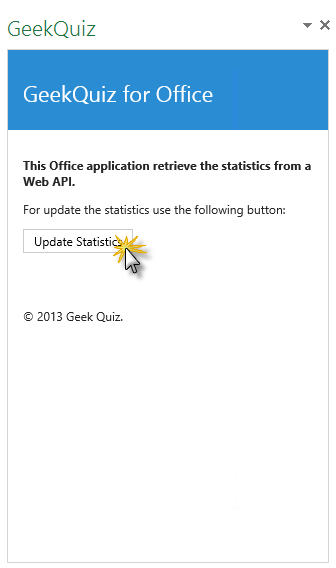 GeekQuiz
GeekQuiz for Office
This Office application retrieve the statistics from a
Web API.
For update the statistics use the following button:
Update Statistics
© 2013 Geek Quiz.